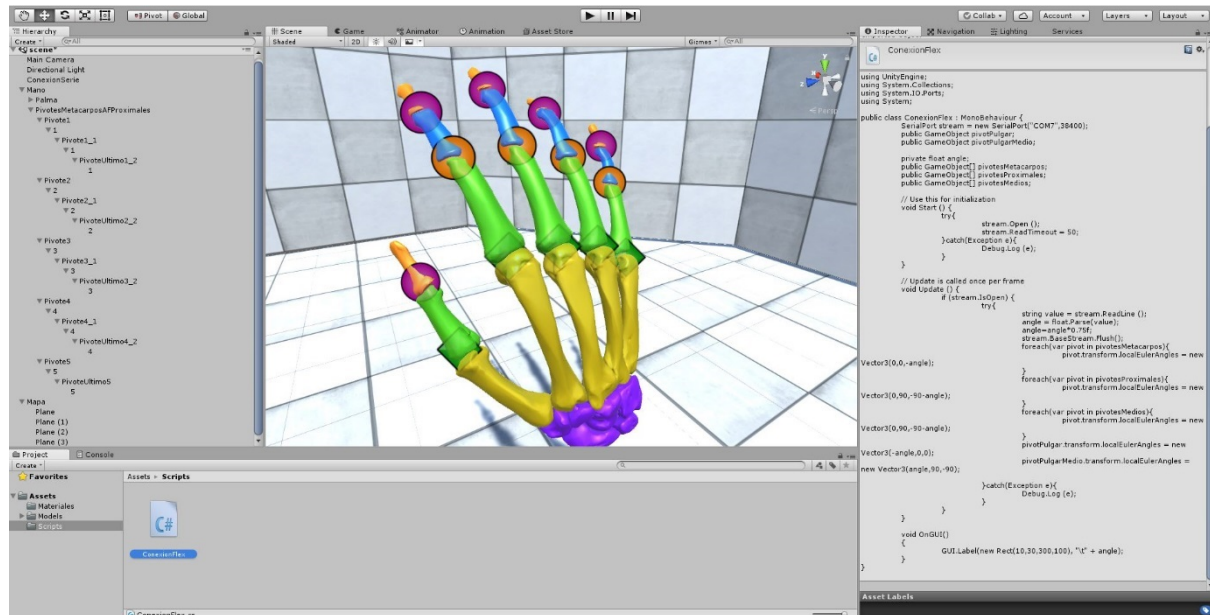 Pivot Global
Collab Account Layers Layout
Hierarchy
Create All
scene*
Main Camera
Directional Light
ConexionSerie
Mano
Palma
PivotesMetacarposAFProximales
Pivote1
1
Pivote1_1
1
PivoteUltimo1_2
1
Pivote2
2
Pivote2_1
2
PivoteUltimo2_2
2
Pivote3
3
Pivote3_1
3
PivoteUltimo3_2
3
Pivote4
4
Pivote4_1
4
PivoteUltimo4_2
4
Pivote5
5
PivoteUltimo5
5
Mapa
Plane
Plane (1)
Plane (2)
Plane (3)
Scene Game Animator Animation Asset Store
Shaded 2D Gizmos All
y
z
Persp
Project Console
Create
Favorites
Assets
Materiales
Models
Scripts
Assets Scripts
C#
ConexionFlex
ConexionFlex.cs
Inspector Navigation Lighting Services
ConexionFlex
using UnityEngine;
using System.Collections;
using System.IO.Ports;
using System;
public class ConexionFlex : MonoBehaviour {
SerialPort stream = new SerialPort("COM7",38400);
public GameObject pivotPulgar;
public GameObject pivotPulgarMedio;
private float angle;
public GameObject[] pivotesMetacarpos;
public GameObject[] pivotesProximales;
public GameObject[] pivotesMedios;
// Use this for initialization
void Start () {
try{
stream.Open ();
stream.ReadTimeout = 50;
}catch(Exception e){
Debug.Log (e);
}
}
// Update is called once per frame
void Update () {
if (stream.IsOpen) {
try{
string value = stream.ReadLine ();
angle = float.Parse(value);
angle=angle*0.75f;
stream.BaseStream.Flush();
foreach(var pivot in pivotesMetacarpos){
pivot.transform.localEulerAngles = new
Vector3(0,0,-angle);
}
foreach(var pivot in pivotesProximales){
pivot.transform.localEulerAngles = new
Vector3(0,90,-90-angle);
}
foreach(var pivot in pivotesMedios){
pivot.transform.localEulerAngles = new
Vector3(0,90,-90-angle);
}
pivotPulgar.transform.localEulerAngles = new
Vector3(-angle,0,0);
pivotPulgarMedio.transform.localEulerAngles =
new Vector3(angle,90,-90);
}catch(Exception e){
Debug.Log (e);
}
}
}
void OnGUI()
{
GUI.Label(new Rect(10,30,300,100), "\t" + angle);
}
}
Asset Labels